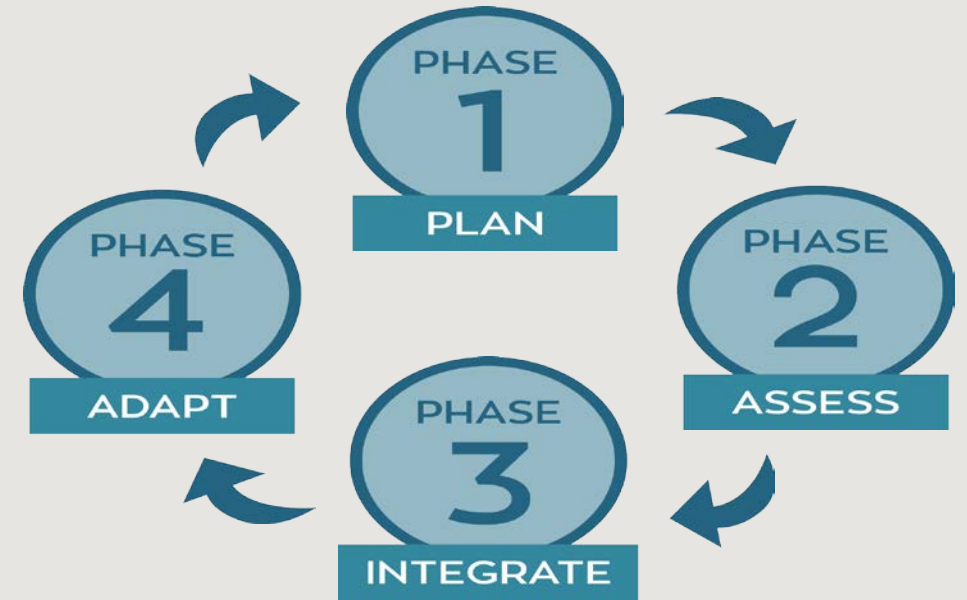 PHASE
1
PLAN
PHASE
2
ASSESS
PHASE
3
INTEGRATE
PHASE
4
ADAPT